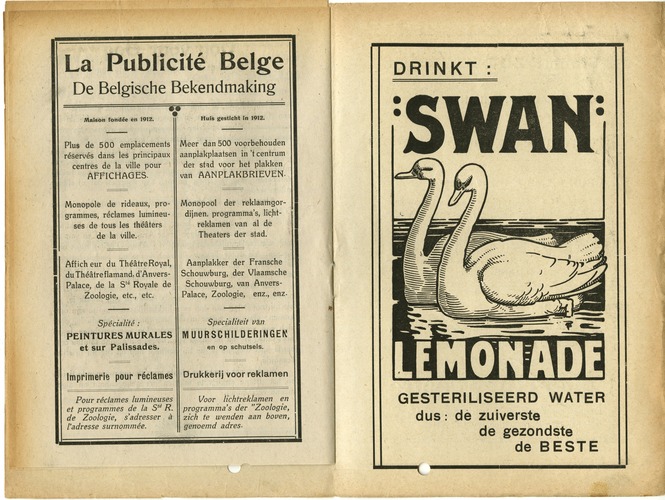 La Publicité Belge
De Belgische Bekendmaking
Maison fondée en 1912.
Plus de 500 emplacements
réservés dans les principaux
centres de la ville pour
AFFICHAGES.
Monopole de rideaux, pro-
grammes, réclames lumineu-
ses de tous les théâters
de la ville.
Affich eur du Théâtre Royal,
du Théâtre flamand. d'Anvers-
Palace, de la Sté Royale de
Zoologie, etc., etc.
Spécialité :
PEINTURES MURALES
et sur Palissades.
Imprimerie pour réclames
Pour réclames lumineuses
et programmes de la Sté R.
de Zoologie, s'adresser à
l'adresse surnommée.
Huis gesticht in 1912.
Meer dan 500 voorbehouden
aanplakplaatsen in 't centrum
der stad voor het plakken
van AANPLAKBRIEVEN.
Monopool der reklaamgor-
dijnen. programma's, licht-
reklamen van al de
Theaters der stad.
Aanplakker der Fransche
Schouwburg, der Vlaamsche
Schouwburg, van Anvers-
Palace, Zoologie, enz., enz.
Specialiteit van
MUURSCHILDERINGEN
en op schutsels.
Drukkerij voor reklamen
Voor lichtreklamen en
programma's der "Zoologie,
zich te wenden aan boven,
genoemd adres.
DRINKT :
:SWAN:
LEMONADE
GESTERILISEERD WATER
dus : de zuiverste
de gezondste
de BESTE